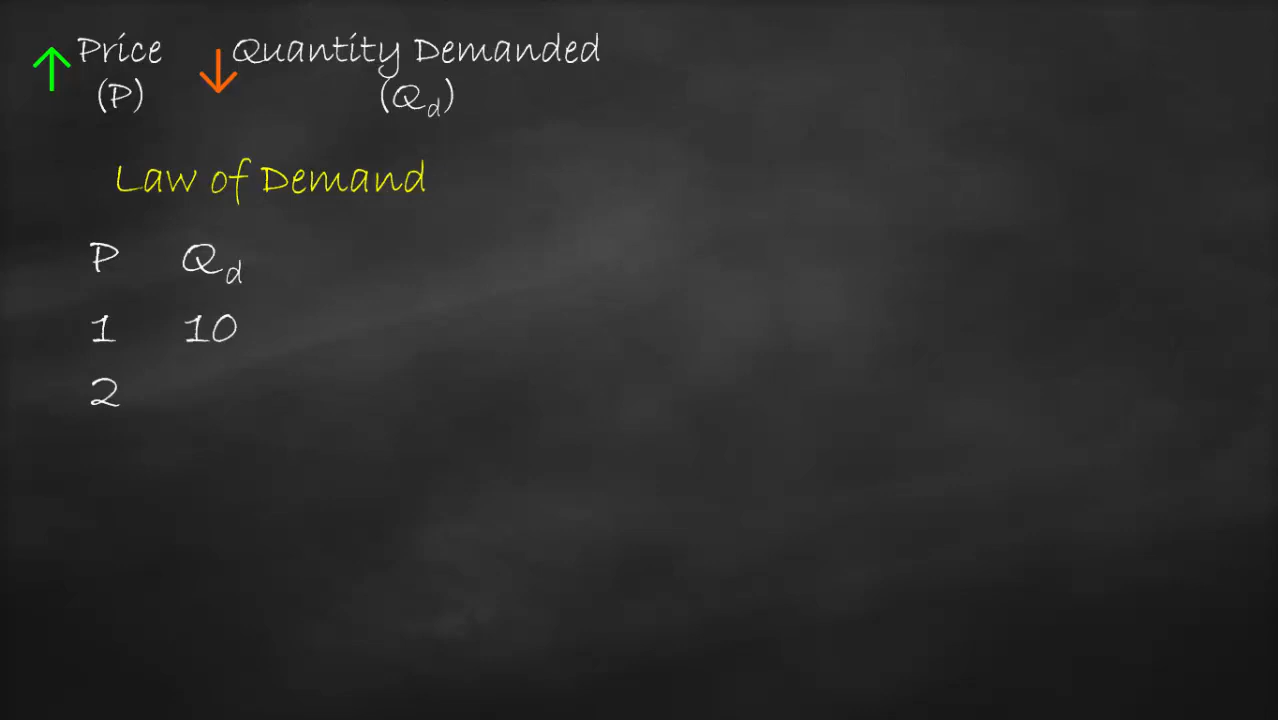 ↑ Price ↓ Quantity Demanded
(P) (Qd)
Law of Demand
P Qd
1 10
2